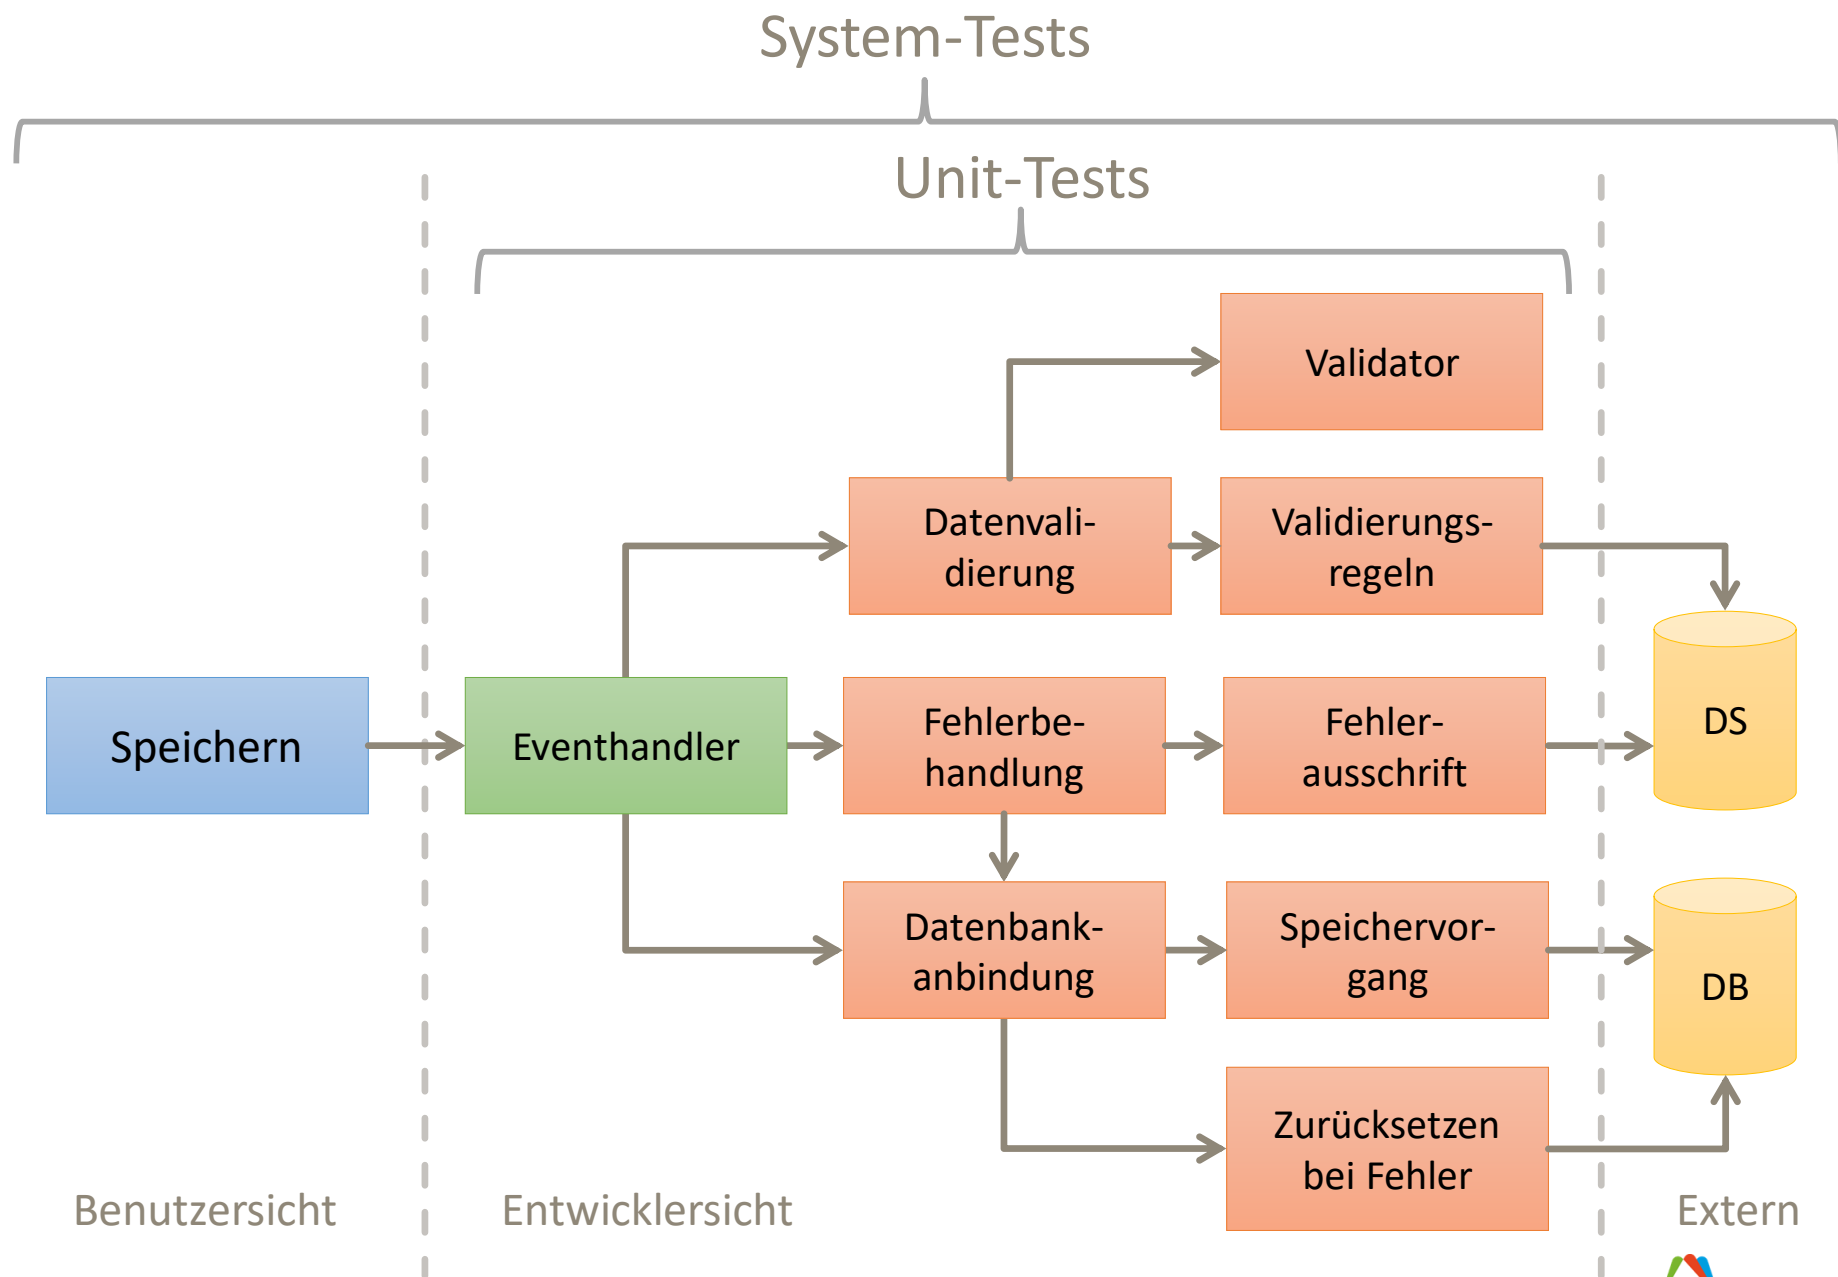 System-Tests
Unit-Tests
Validator
Datenvali-
dierung
Validierungs-
regeln
Speichern
Eventhandler
Fehlerbe-
handlung
Fehler-
ausschrift
DS
Datenbank-
anbindung
Speichervor-
gang
DB
Zurücksetzen
bei Fehler
Benutzersicht
Entwicklersicht
Extern